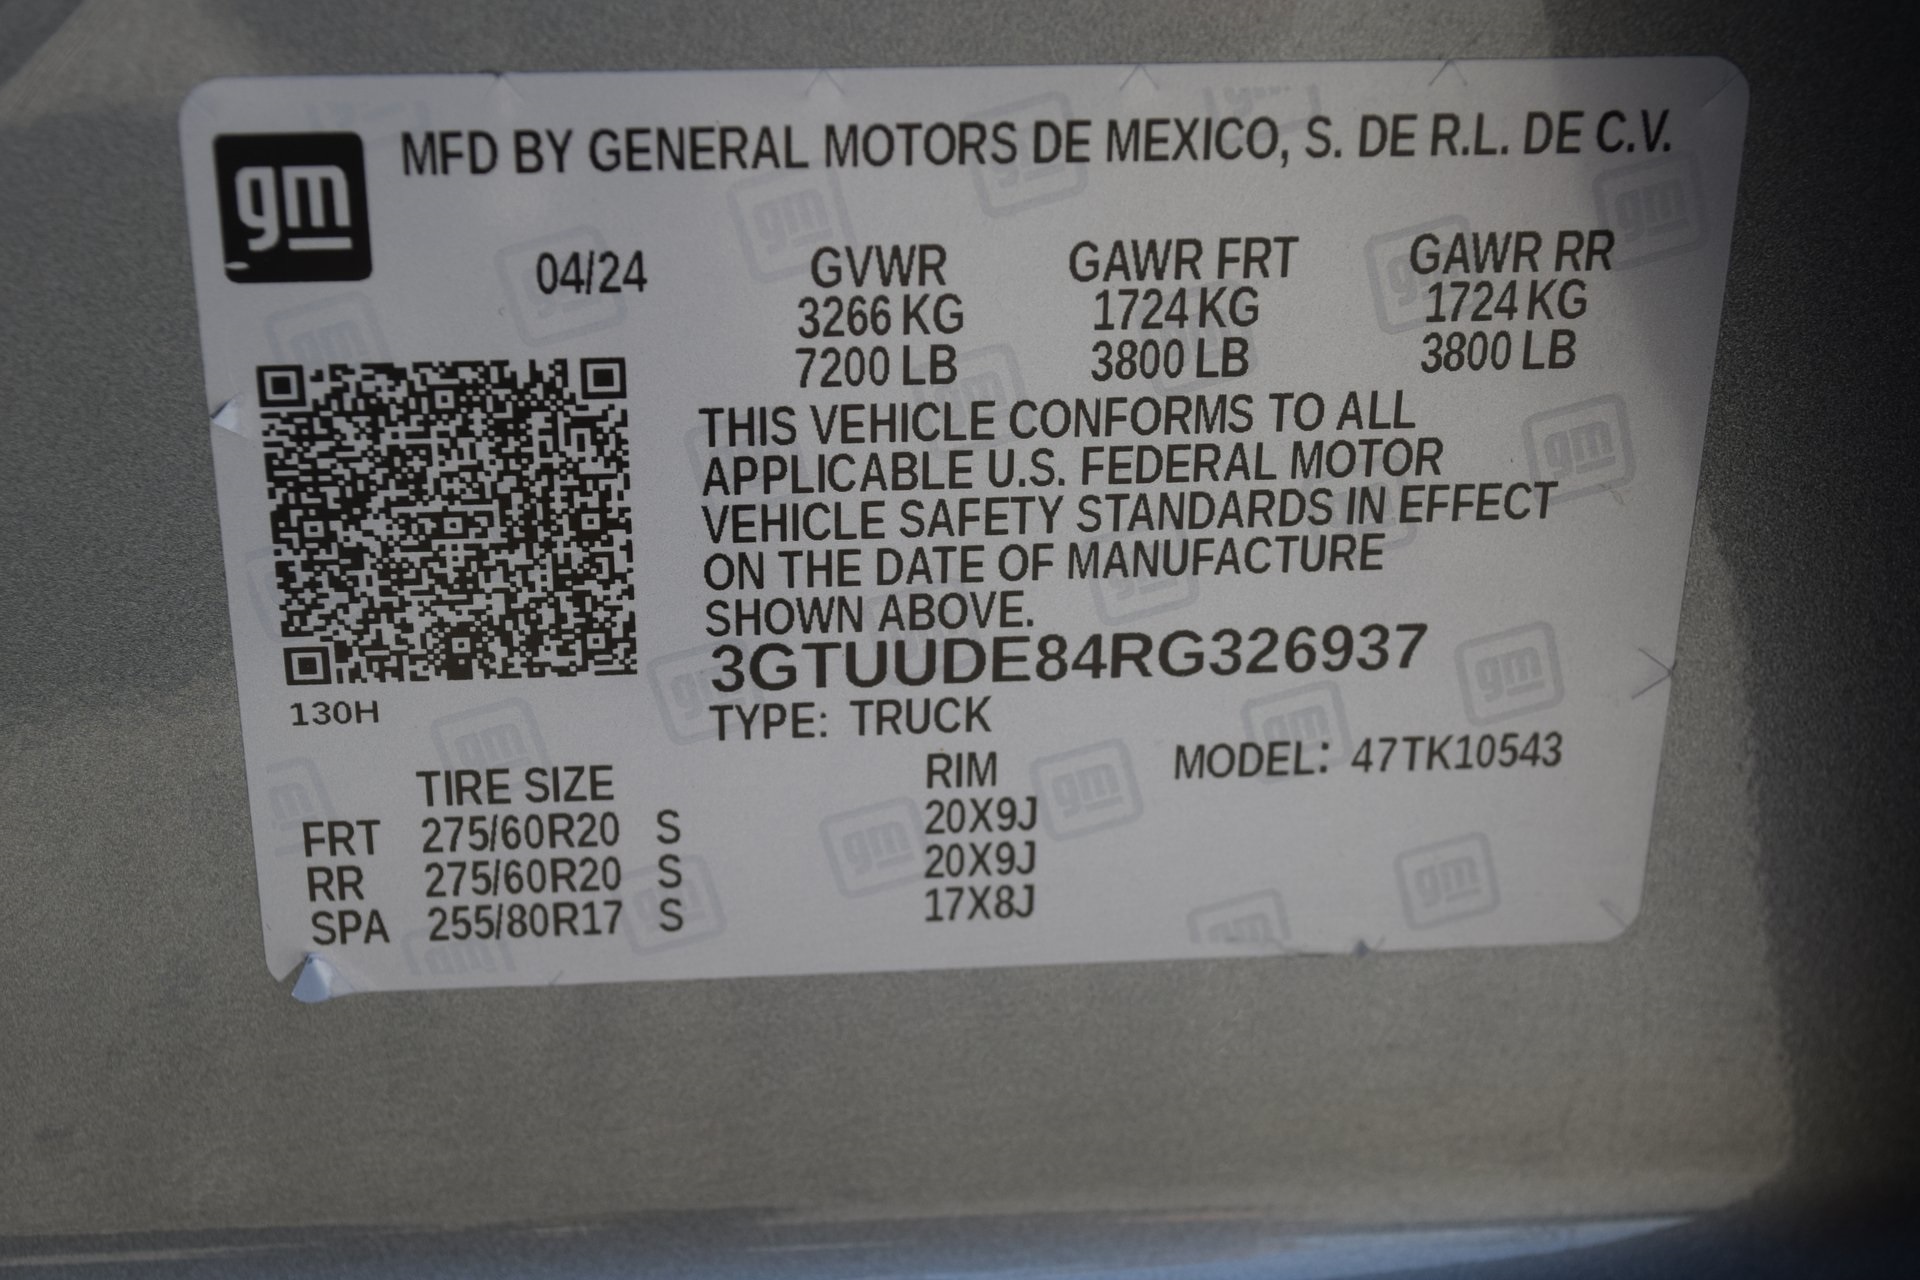 gm
MFD BY GENERAL MOTORS DE MEXICO, S. DE R.L. DE C.V.
04/24 GVWR GAWR FRT GAWR RR
3266 KG 1724 KG 1724 KG
7200 LB 3800 LB 3800 LB
THIS VEHICLE CONFORMS TO ALL
APPLICABLE U.S. FEDERAL MOTOR
VEHICLE SAFETY STANDARDS IN EFFECT
ON THE DATE OF MANUFACTURE
SHOWN ABOVE.
3GTUUDE84RG326937
130H
TYPE: TRUCK
TIRE SIZE RIM MODEL: 47TK10543
FRT 275/60R20 S 20X9J
RR 275/60R20 S 20X9J
SPA 255/80R17 S 17X8J